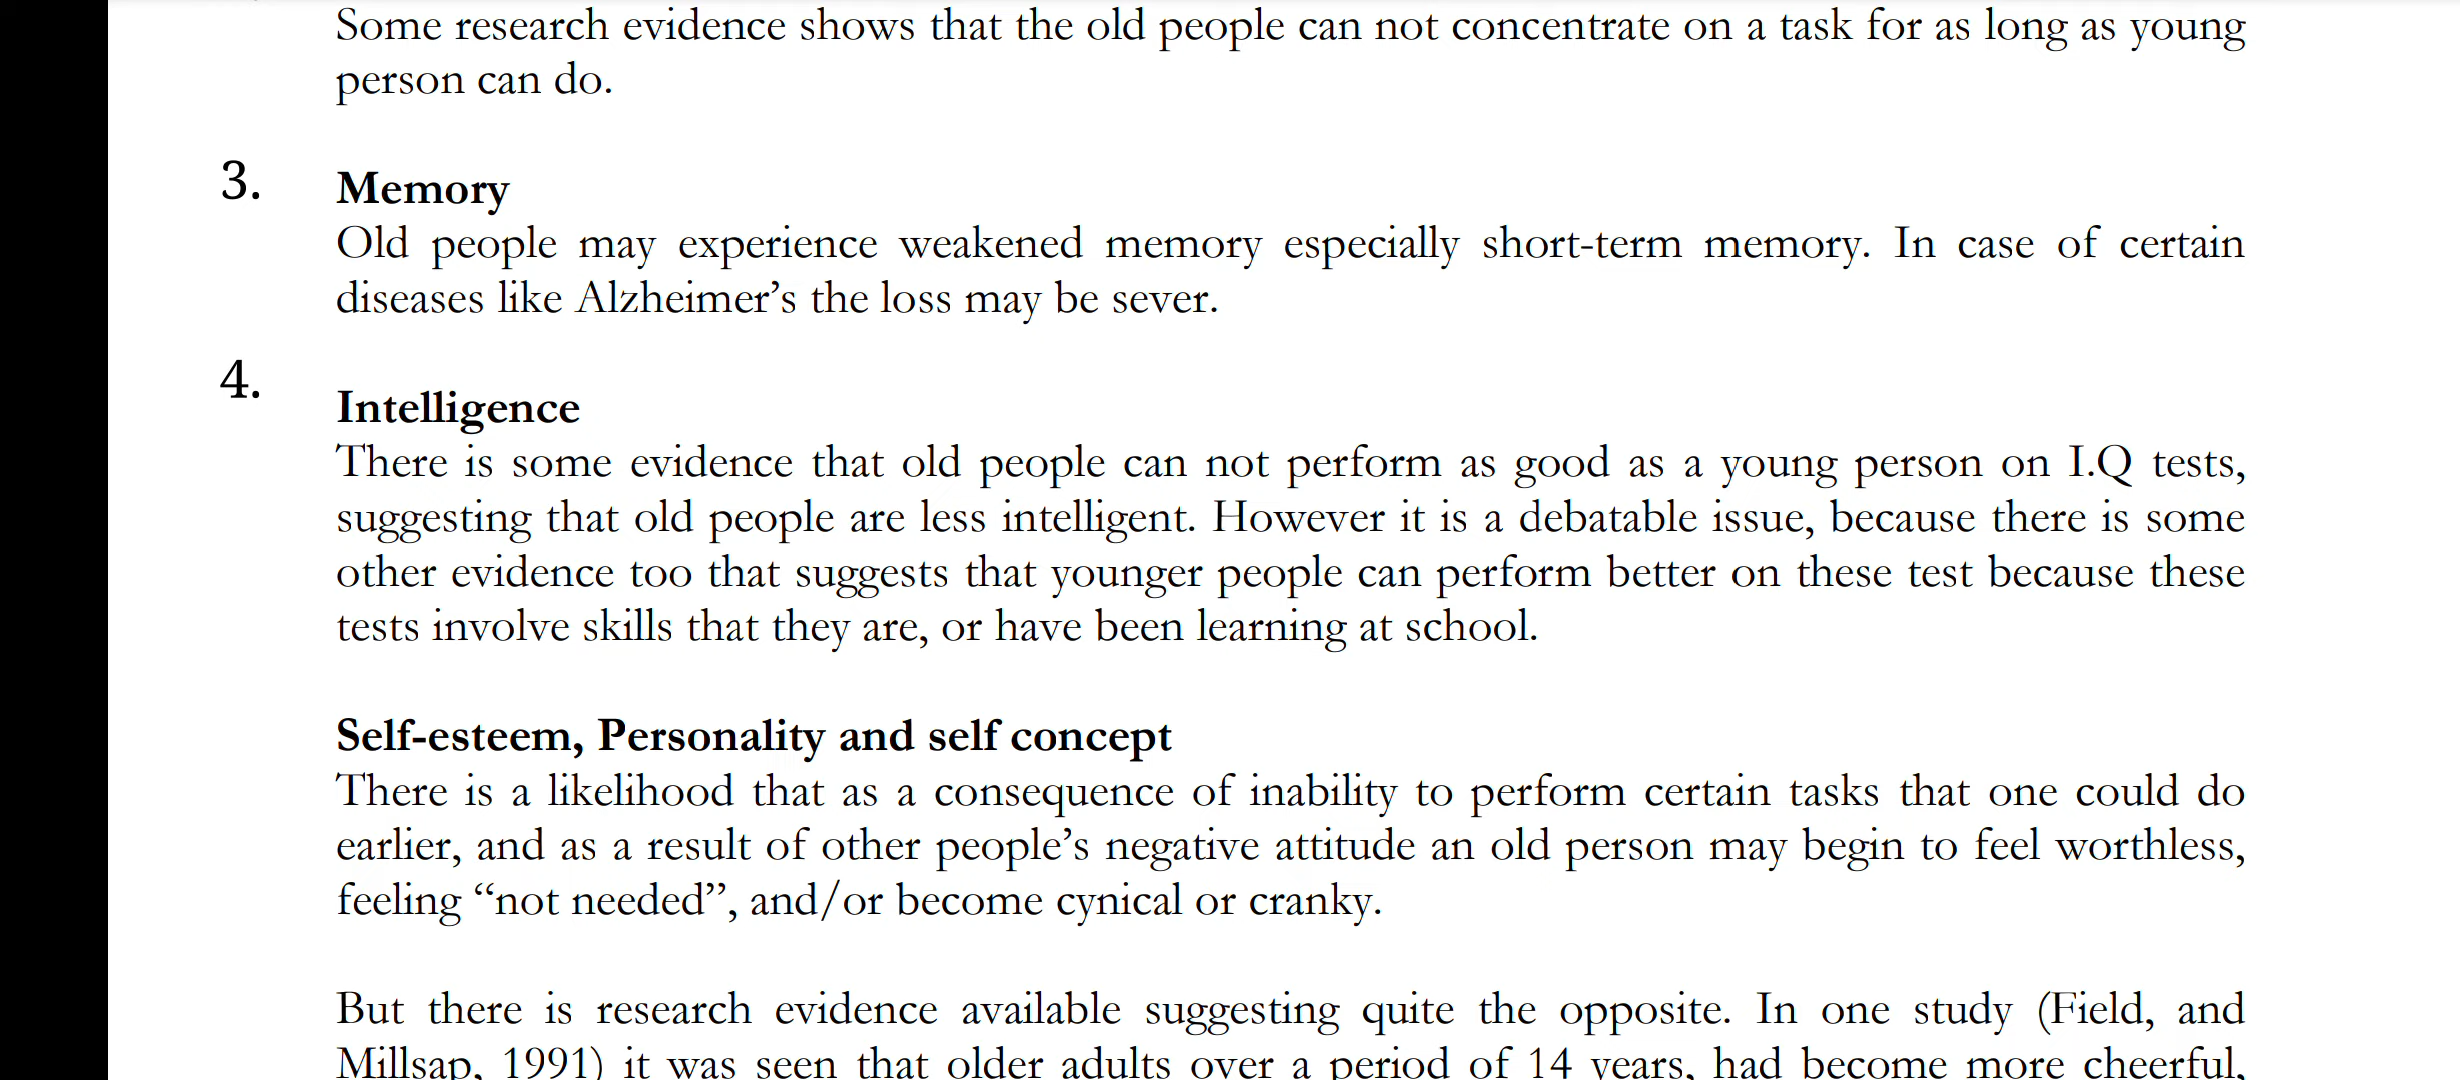 Some research evidence shows that the old people can not concentrate on a task for as long as young
person can do.
3. Memory
Old people may experience weakened memory especially short-term memory. In case of certain
diseases like Alzheimer’s the loss may be sever.
4. Intelligence
There is some evidence that old people can not perform as good as a young person on I.Q tests,
suggesting that old people are less intelligent. However it is a debatable issue, because there is some
other evidence too that suggests that younger people can perform better on these test because these
tests involve skills that they are, or have been learning at school.
Self-esteem, Personality and self concept
There is a likelihood that as a consequence of inability to perform certain tasks that one could do
earlier, and as a result of other people’s negative attitude an old person may begin to feel worthless,
feeling “not needed”, and/or become cynical or cranky.
But there is research evidence available suggesting quite the opposite. In one study (Field, and
Millsap, 1991) it was seen that older adults over a period of 14 years, had become more cheerful,